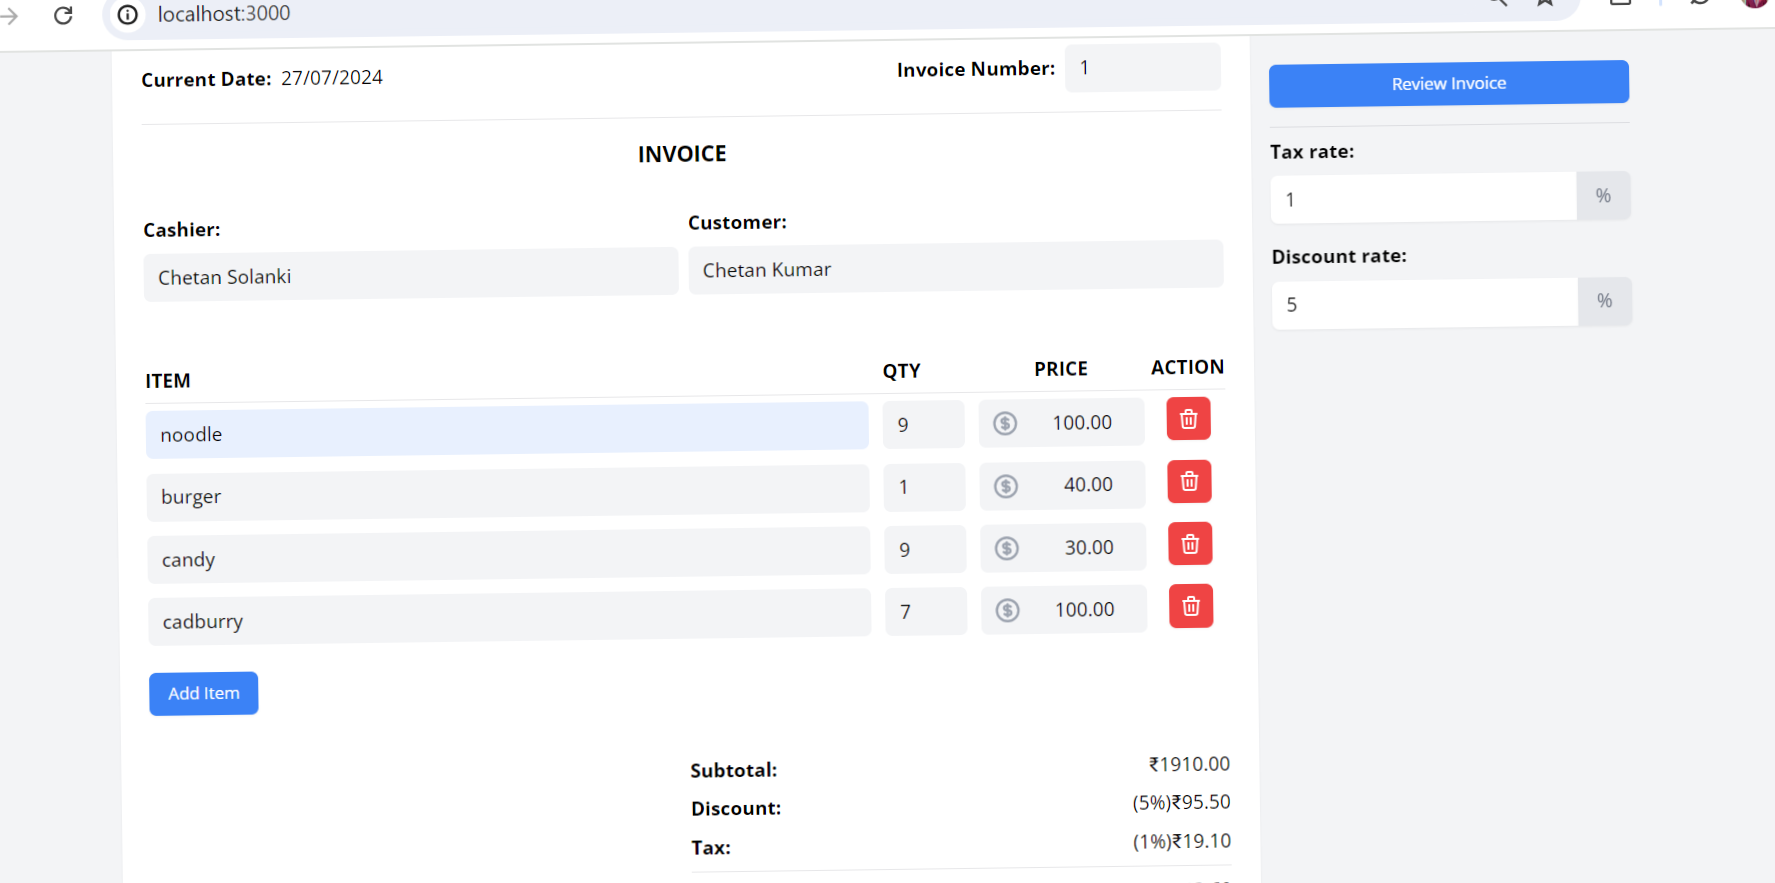 localhost:3000
Current Date: 27/07/2024
Invoice Number: 1
Review Invoice
INVOICE
Tax rate:
1 %
Cashier:
Customer:
Chetan Solanki
Chetan Kumar
Discount rate:
5 %
ITEM QTY PRICE ACTION
noodle 9 $ 100.00
burger 1 $ 40.00
candy 9 $ 30.00
cadburry 7 $ 100.00
Add Item
Subtotal: ₹1910.00
Discount: (5%)₹95.50
Tax: (1%)₹19.10